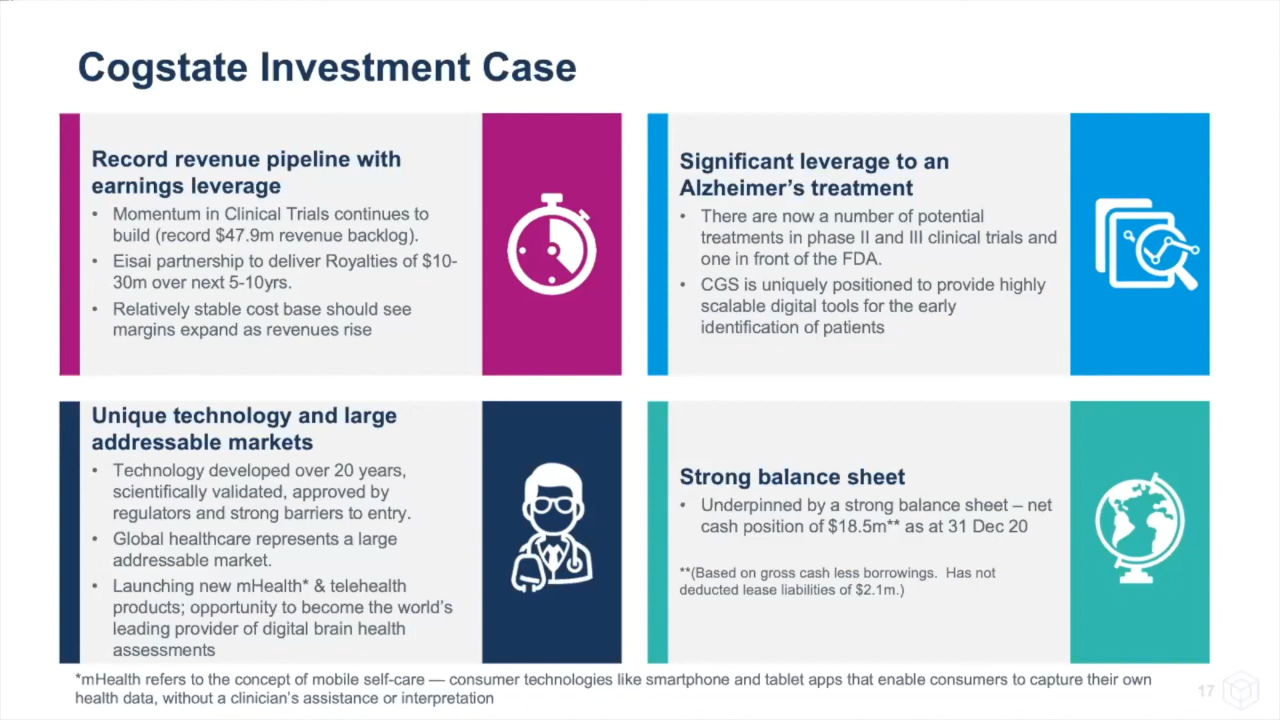 Cogstate Investment Case
Record revenue pipeline with
earnings leverage
• Momentum in Clinical Trials continues to
build (record $47.9m revenue backlog).
• Eisai partnership to deliver Royalties of $10-
30m over next 5-10yrs.
• Relatively stable cost base should see
margins expand as revenues rise
Significant leverage to an
Alzheimer’s treatment
• There are now a number of potential
treatments in phase II and III clinical trials and
one in front of the FDA.
• CGS is uniquely positioned to provide highly
scalable digital tools for the early
identification of patients
Unique technology and large
addressable markets
• Technology developed over 20 years,
scientifically validated, approved by
regulators and strong barriers to entry.
• Global healthcare represents a large
addressable market.
• Launching new mHealth* & telehealth
products; opportunity to become the world’s
leading provider of digital brain health
assessments
Strong balance sheet
• Underpinned by a strong balance sheet – net
cash position of $18.5m** as at 31 Dec 20
**(Based on gross cash less borrowings.  Has not
deducted lease liabilities of $2.1m.)
*mHealth refers to the concept of mobile self-care — consumer technologies like smartphone and tablet apps that enable consumers to capture their own
health data, without a clinician’s assistance or interpretation
17